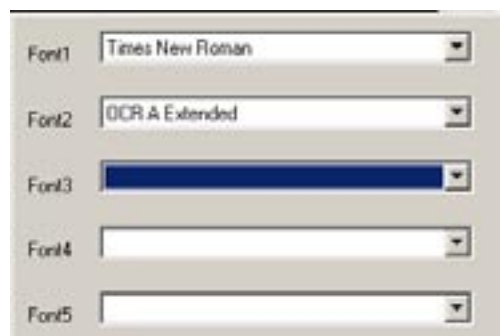 Font1 Times New Roman
Font2 OCR A Extended
Font3
Font4
Font5